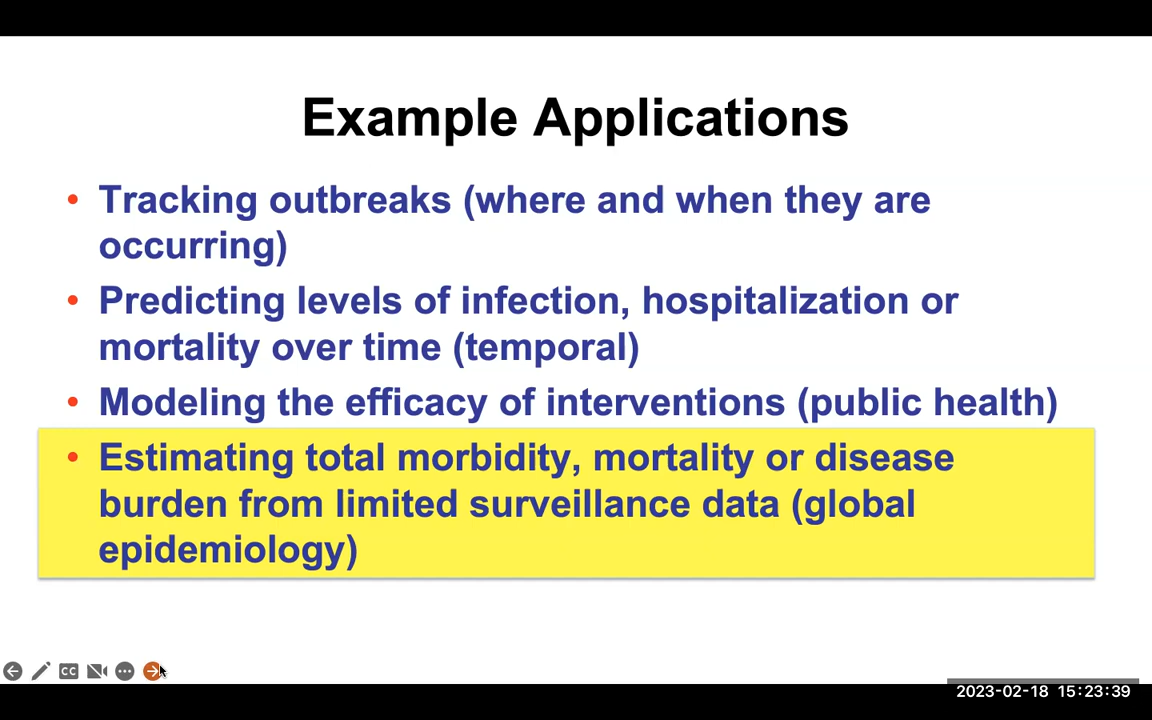 Example Applications
• Tracking outbreaks (where and when they are
occurring)
• Predicting levels of infection, hospitalization or
mortality over time (temporal)
• Modeling the efficacy of interventions (public health)
• Estimating total morbidity, mortality or disease
burden from limited surveillance data (global
epidemiology)
CC
2023-02-18 15:23:39